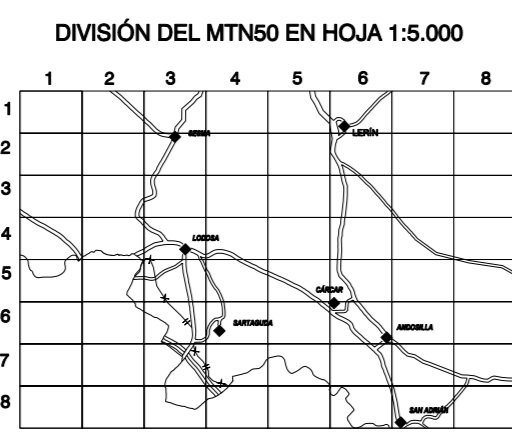 DIVISIÓN DEL MTN50 EN HOJA 1:5.000
1 2 3 4 5 6 7 8
1
LERÍN
SESMA
2
3
4
LODOSA
5
CÁRCAR
6
SARTAGUDA
ANDOSILLA
7
8
SAN ADRIÁN